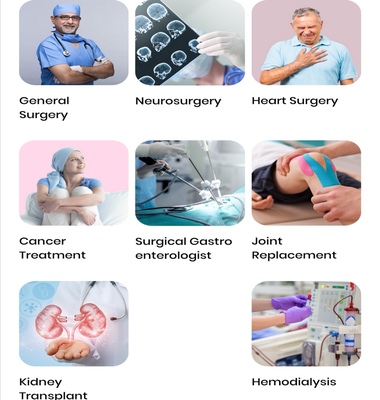 General
Surgery
Neurosurgery
Heart Surgery
Cancer
Treatment
Surgical Gastro
enterologist
Joint
Replacement
Kidney
Transplant
Hemodialysis